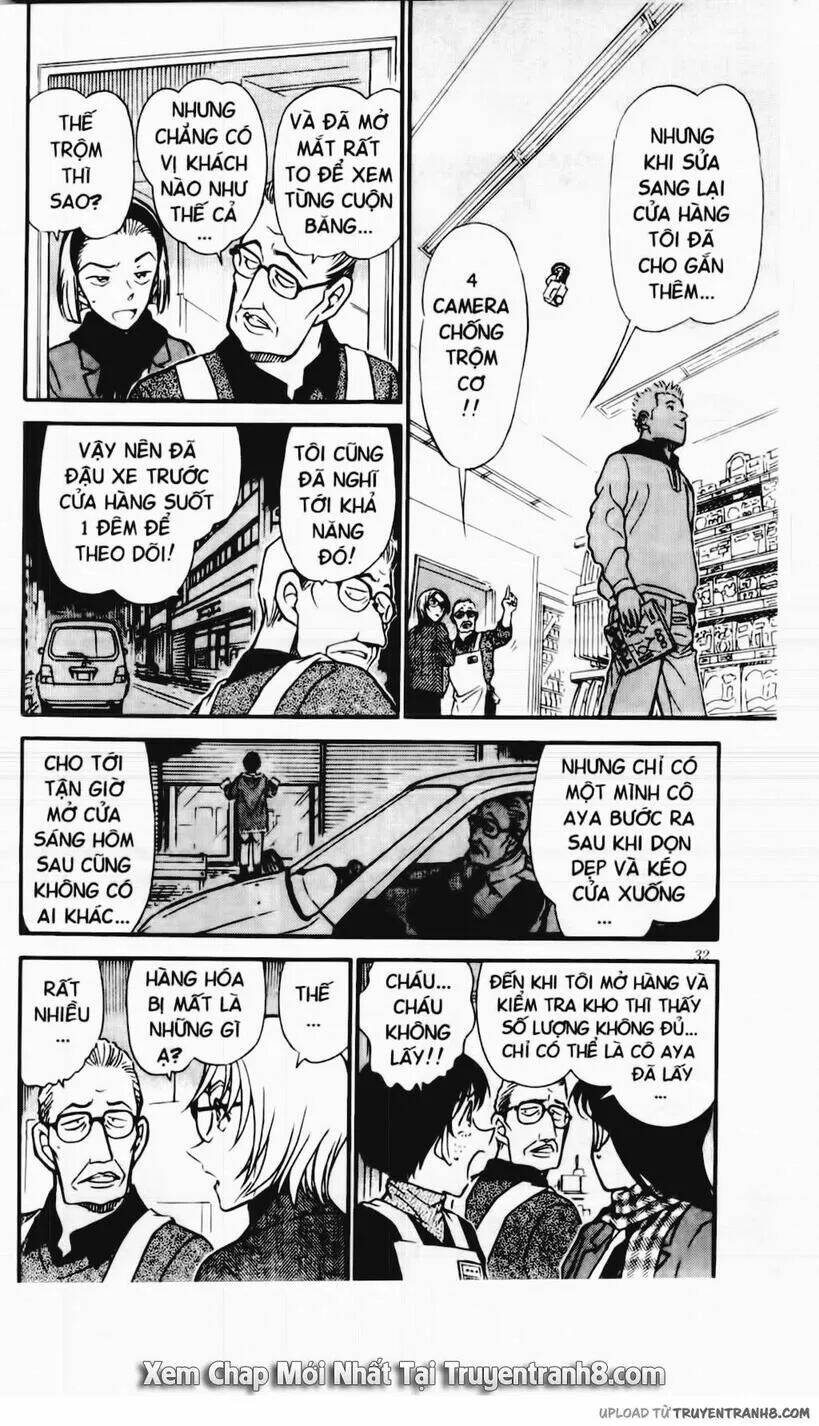 NHƯNG
KHI SỬA
SANG LẠI
CỬA HÀNG
TÔI ĐÃ
CHO GẮN
THÊM...
4
CAMERA
CHỐNG
TRỘM
CƠ
!!
VÀ ĐÃ MỞ
MẮT RẤT
TO ĐỂ XEM
TỪNG CUỘN
BĂNG...
NHƯNG
CHẲNG CÓ
VỊ KHÁCH
NÀO NHƯ
THẾ CẢ
...
THẾ
TRỘM
THÌ
SAO?
TÔI CŨNG
ĐÃ NGHĨ
TỚI KHẢ
NĂNG
ĐÓ!
VẬY NÊN ĐÃ
ĐẬU XE TRƯỚC
CỬA HÀNG SUỐT
1 ĐÊM ĐỂ
THEO DÕI!
NHƯNG CHỈ CÓ
MỘT MÌNH CÔ
AYA BƯỚC RA
SAU KHI DỌN
DẸP VÀ KÉO
CỬA XUỐNG
...
CHO TỚI
TẬN GIỜ
MỞ CỬA
SÁNG HÔM
SAU CŨNG
KHÔNG CÓ
AI KHÁC...
32
ĐẾN KHI TÔI MỞ HÀNG VÀ
KIỂM TRA KHO THÌ THẤY
SỐ LƯỢNG KHÔNG ĐỦ...
CHỈ CÓ THỂ LÀ CÔ AYA
ĐÃ LẤY
...
CHÁU...
CHÁU
KHÔNG
LẤY!!
THẾ
...
HÀNG HÓA
BỊ MẤT LÀ
NHỮNG GÌ
Ạ?
RẤT
NHIỀU
...
Xem Chap Mới Nhất Tại Truyentranh8.com
UPLOAD TỪ TRUYENTRANH8.COM